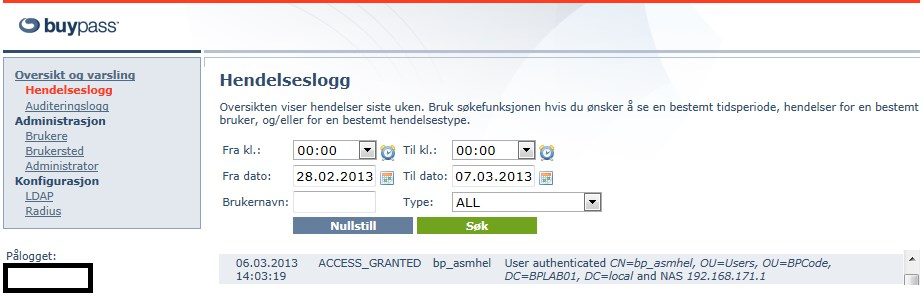 buypass
Oversikt og varsling
Hendelseslogg
Auditeringslogg
Administrasjon
Brukere
Brukersted
Administrator
Konfigurasjon
LDAP
Radius
Pålogget:
Hendelseslogg
Oversikten viser hendelser siste uken. Bruk søkefunksjonen hvis du ønsker å se en bestemt tidsperiode, hendelser for en bestemt
bruker, og/eller for en bestemt hendelsestype.
Fra kl.: 00:00 Til kl.: 00:00
Fra dato: 28.02.2013 Til dato: 07.03.2013
Brukernavn: Type: ALL
Nullstill Søk
06.03.2013 ACCESS_GRANTED bp_asmhel User authenticated CN=bp_asmhel, OU=Users, OU=BPCode,
14:03:19 DC=BPLAB01, DC=local and NAS 192.168.171.1